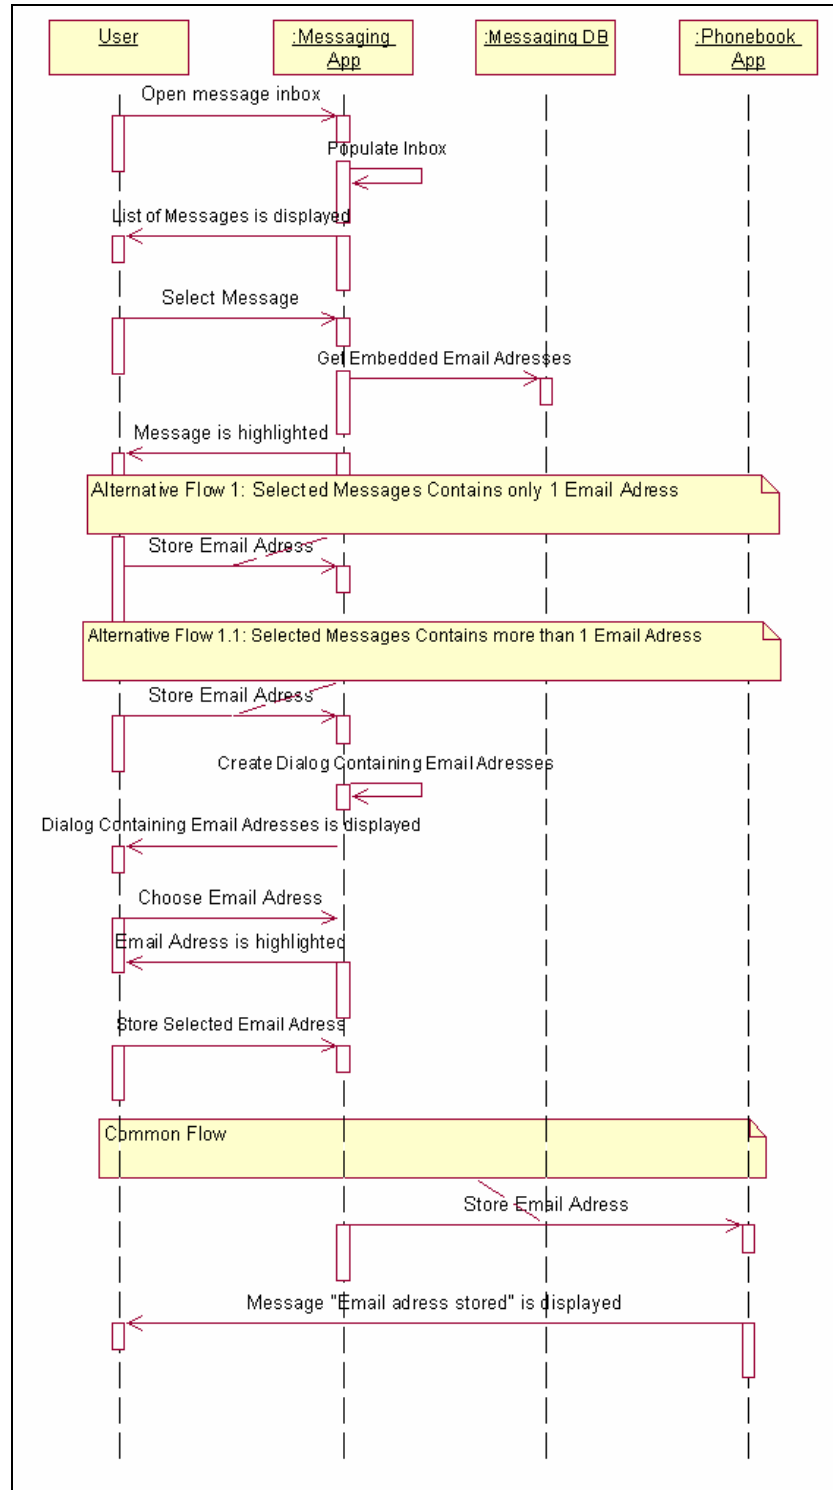 User
:Messaging
App
:Messaging DB
:Phonebook
App
Open message inbox
Populate Inbox
List of Messages is displayed
Select Message
Get Embedded Email Adresses
Message is highlighted
Alternative Flow 1: Selected Messages Contains only 1 Email Adress
Store Email Adress
Alternative Flow 1.1: Selected Messages Contains more than 1 Email Adress
Store Email Adress
Create Dialog Containing Email Adresses
Dialog Containing Email Adresses is displayed
Choose Email Adress
Email Adress is highlighted
Store Selected Email Adress
Common Flow
Store Email Adress
Message "Email adress stored" is displayed